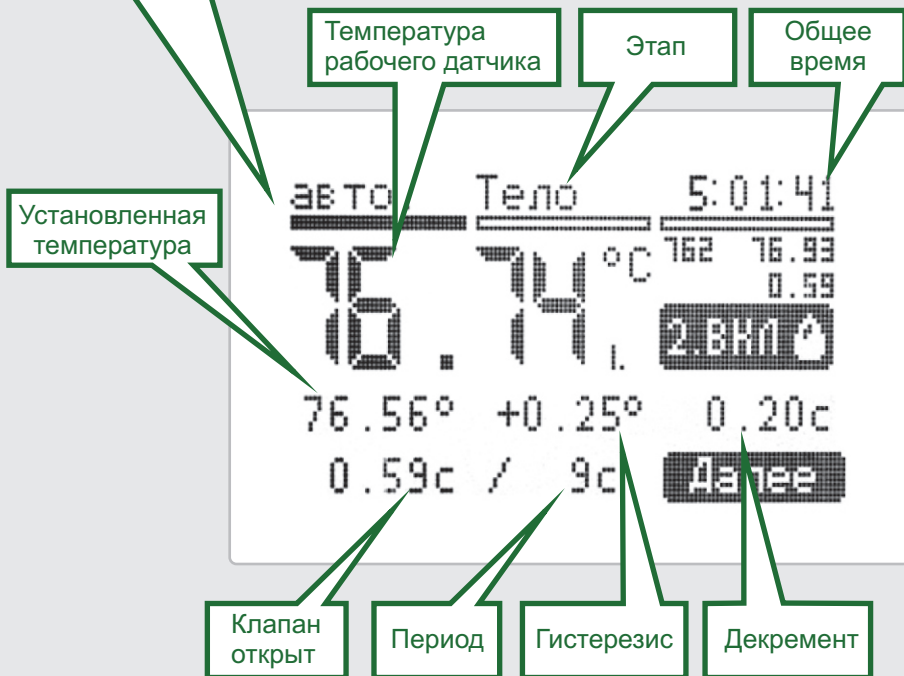 Температура
рабочего датчика
Этап
Общее
время
авто.
Тело
5:01:41
Установленная
температура
76.74°C
1.
762 76.93
0.59
2.ВКЛ
76.56° +0.25° 0.20с
0.59с / 9с
Далее
Клапан
открыт
Период
Гистерезис
Декремент